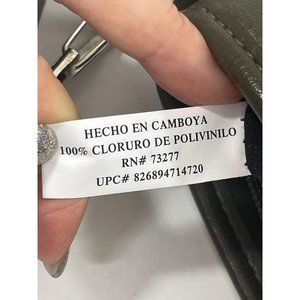 HECHO EN CAMBOYA
100% CLORURO DE POLIVINILO
RN# 73277
UPC# 826894714720